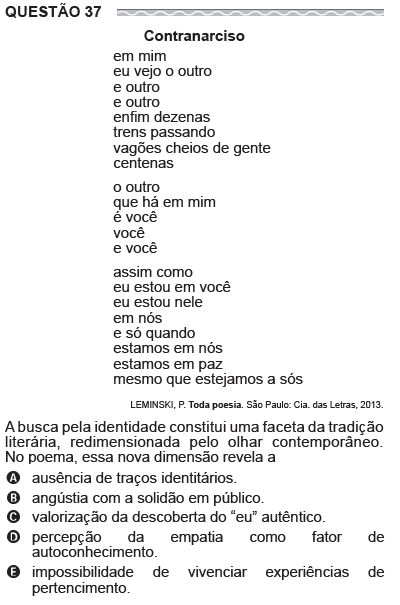 QUESTÃO 37
Contranarciso
em mim
eu vejo o outro
e outro
e outro
enfim dezenas
trens passando
vagões cheios de gente
centenas
o outro
que há em mim
é você
você
e você
assim como
eu estou em você
eu estou nele
em nós
e só quando
estamos em nós
estamos em paz
mesmo que estejamos a sós
LEMINSKI, P. Toda poesia. São Paulo: Cia. das Letras, 2013.
A busca pela identidade constitui uma faceta da tradição
literária, redimensionada pelo olhar contemporâneo.
No poema, essa nova dimensão revela a
A ausência de traços identitários.
B angústia com a solidão em público.
C valorização da descoberta do “eu” autêntico.
D percepção da empatia como fator de
autoconhecimento.
E impossibilidade de vivenciar experiências de
pertencimento.